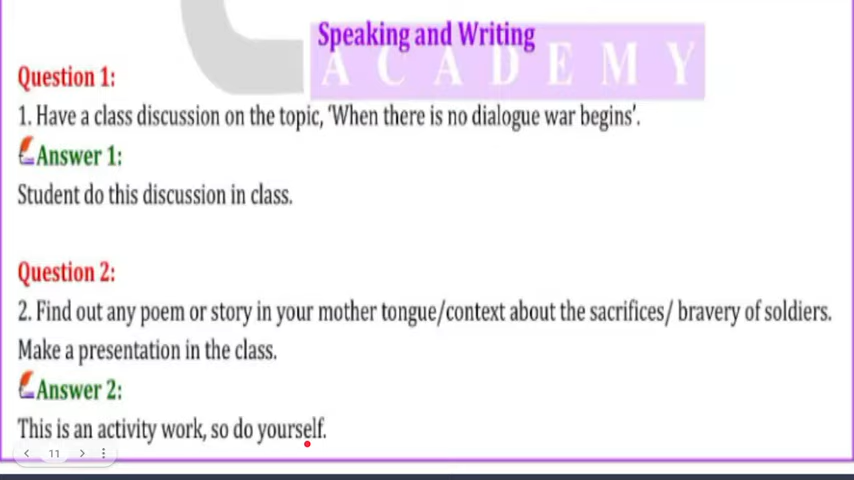 Speaking and Writing
ACADEMY
Question 1:
1. Have a class discussion on the topic, ‘When there is no dialogue war begins’.
Answer 1:
Student do this discussion in class.
Question 2:
2. Find out any poem or story in your mother tongue/context about the sacrifices/ bravery of soldiers.
Make a presentation in the class.
Answer 2:
This is an activity work, so do yourself.
11